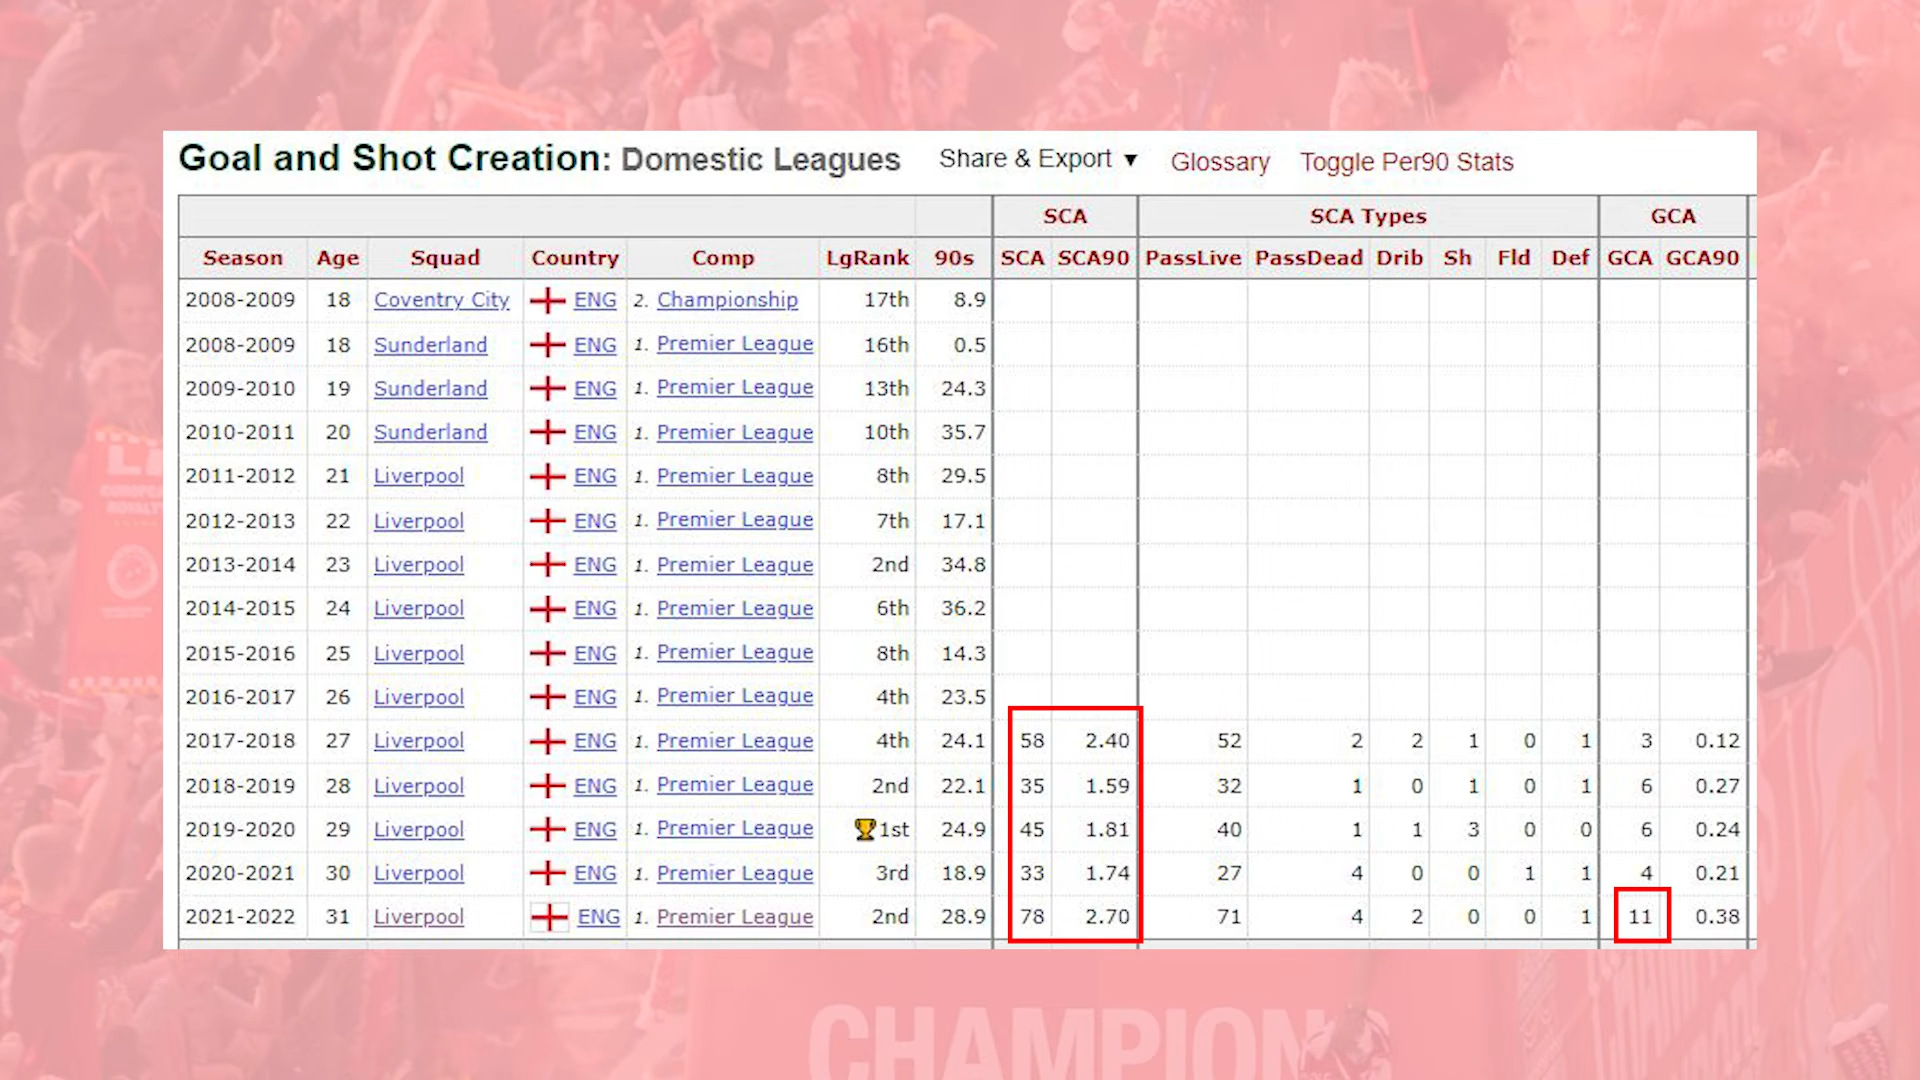 Goal and Shot Creation: Domestic Leagues Share & Export ▼ Glossary Toggle Per90 Stats
SCA SCA Types GCA
Season Age Squad Country Comp LgRank 90s SCA SCA90 PassLive PassDead Drib Sh Fld Def GCA GCA90
2008-2009 18 Coventry City ENG 2. Championship 17th 8.9
2008-2009 18 Sunderland ENG 1. Premier League 16th 0.5
2009-2010 19 Sunderland ENG 1. Premier League 13th 24.3
2010-2011 20 Sunderland ENG 1. Premier League 10th 35.7
2011-2012 21 Liverpool ENG 1. Premier League 8th 29.5
2012-2013 22 Liverpool ENG 1. Premier League 7th 17.1
2013-2014 23 Liverpool ENG 1. Premier League 2nd 34.8
2014-2015 24 Liverpool ENG 1. Premier League 6th 36.2
2015-2016 25 Liverpool ENG 1. Premier League 8th 14.3
2016-2017 26 Liverpool ENG 1. Premier League 4th 23.5
2017-2018 27 Liverpool ENG 1. Premier League 4th 24.1 58 2.40 52 2 2 1 0 1 3 0.12
2018-2019 28 Liverpool ENG 1. Premier League 2nd 22.1 35 1.59 32 1 0 1 0 1 6 0.27
2019-2020 29 Liverpool ENG 1. Premier League 1st 24.9 45 1.81 40 1 1 3 0 0 6 0.24
2020-2021 30 Liverpool ENG 1. Premier League 3rd 18.9 33 1.74 27 4 0 0 1 1 4 0.21
2021-2022 31 Liverpool ENG 1. Premier League 2nd 28.9 78 2.70 71 4 2 0 0 1 11 0.38
CHAMPION